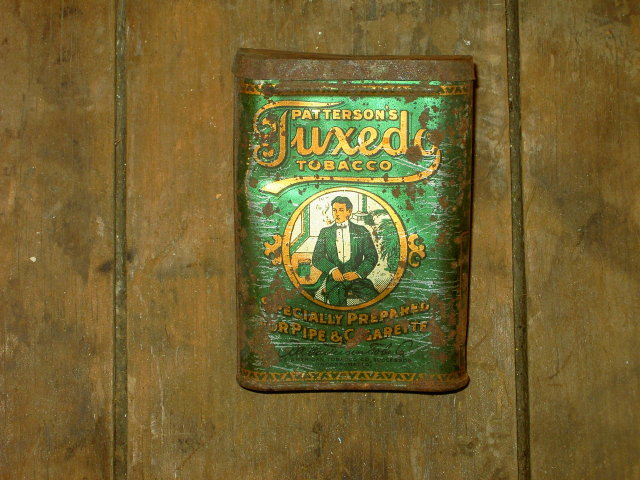 PATTERSON'S
Tuxedo
TOBACCO
SPECIALLY PREPARED
FOR PIPE & CIGARETTE